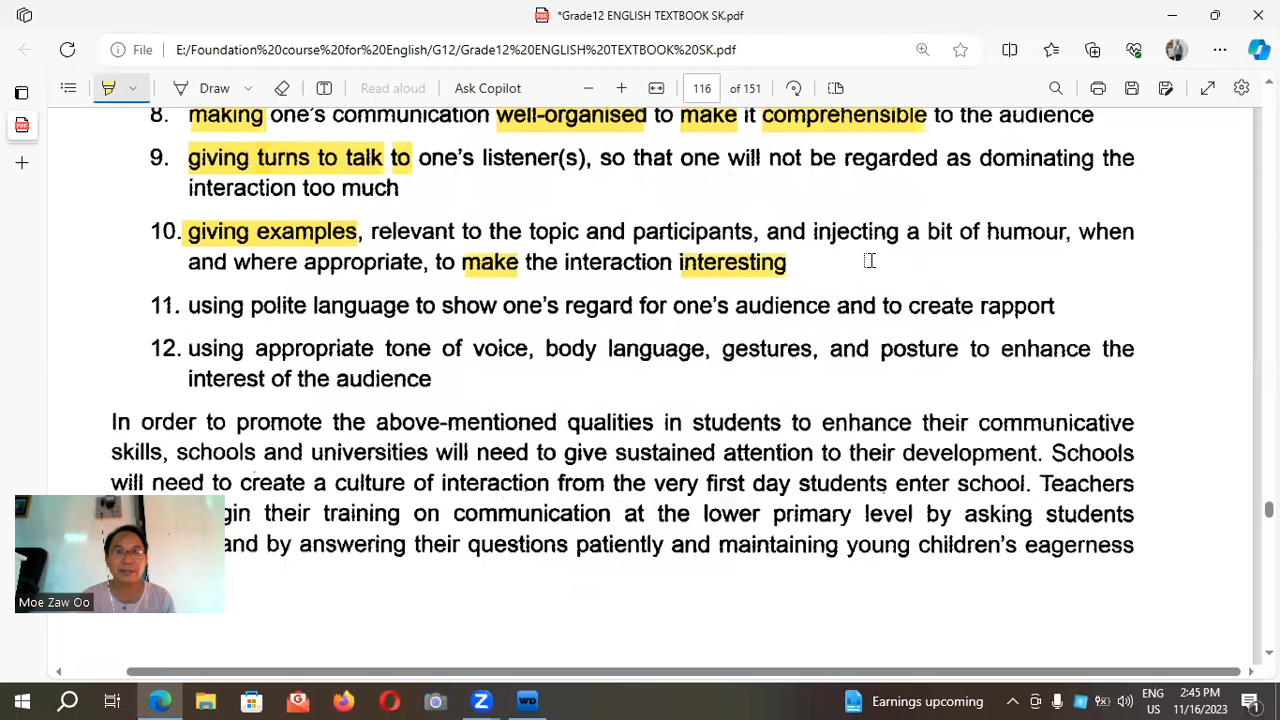 *Grade12 ENGLISH TEXTBOOK SK.pdf
File E:/Foundation%20course%20for%20English/G12/Grade12%20ENGLISH%20TEXTBOOK%20SK.pdf
Draw Read aloud Ask Copilot 116 of 151
8. making one's communication well-organised to make it comprehensible to the audience
9. giving turns to talk to one's listener(s), so that one will not be regarded as dominating the
interaction too much
10. giving examples, relevant to the topic and participants, and injecting a bit of humour, when
and where appropriate, to make the interaction interesting
11. using polite language to show one's regard for one's audience and to create rapport
12. using appropriate tone of voice, body language, gestures, and posture to enhance the
interest of the audience
In order to promote the above-mentioned qualities in students to enhance their communicative
skills, schools and universities will need to give sustained attention to their development. Schools
will need to create a culture of interaction from the very first day students enter school. Teachers
their training on communication at the lower primary level by asking students
and by answering their questions patiently and maintaining young children's eagerness
Moe Zaw Oo
Earnings upcoming
ENG
US
2:45 PM
11/16/2023